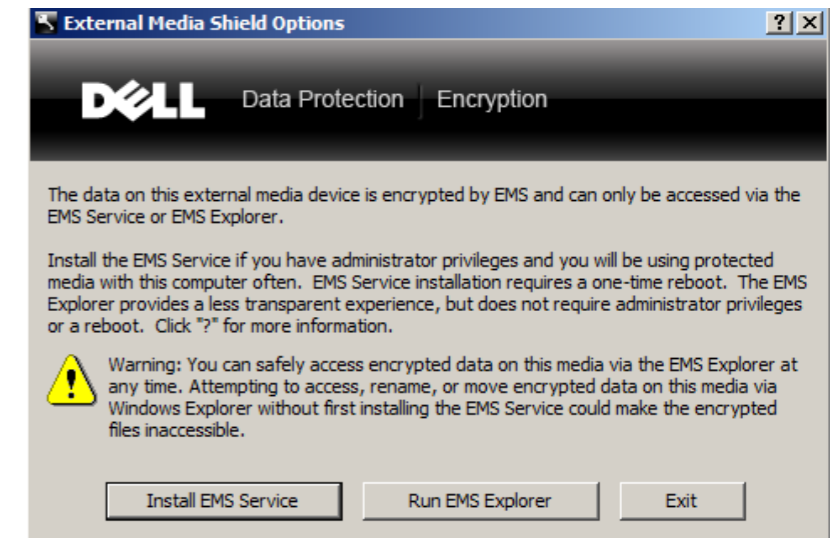 External Media Shield Options ? X
DELL Data Protection | Encryption
The data on this external media device is encrypted by EMS and can only be accessed via the
EMS Service or EMS Explorer.
Install the EMS Service if you have administrator privileges and you will be using protected
media with this computer often.  EMS Service installation requires a one-time reboot.  The EMS
Explorer provides a less transparent experience, but does not require administrator privileges
or a reboot.  Click "?" for more information.
Warning: You can safely access encrypted data on this media via the EMS Explorer at
any time. Attempting to access, rename, or move encrypted data on this media via
Windows Explorer without first installing the EMS Service could make the encrypted
files inaccessible.
Install EMS Service Run EMS Explorer Exit